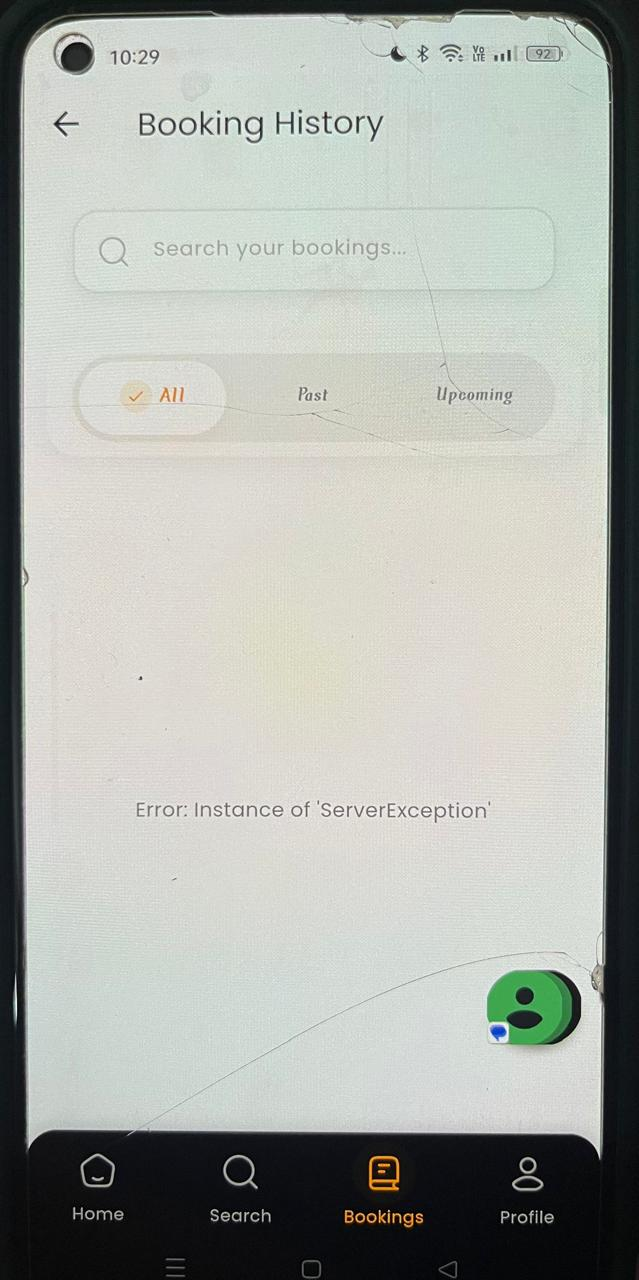 10:29
Vo
LTE
92
Booking History
Search your bookings...
All
Past
Upcoming
Error: Instance of 'ServerException'
Home
Search
Bookings
Profile